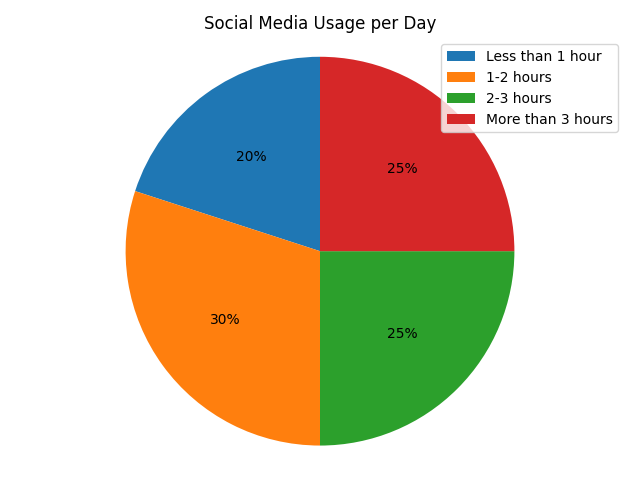 Social Media Usage per Day
Less than 1 hour
1-2 hours
2-3 hours
More than 3 hours
20%
25%
30%
25%